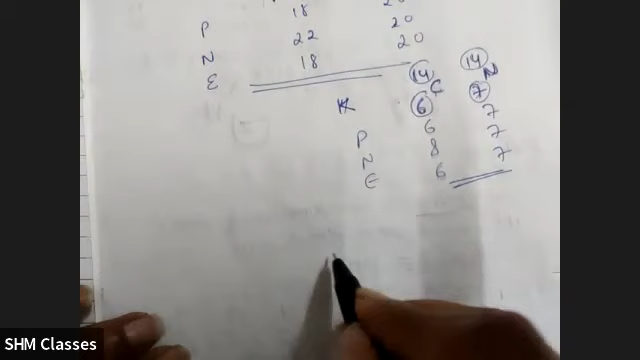 18
P 22 20
N 18 20
E
14 C 14 N
6 7
P 6 7
N 8 7
E 6 7
SHM Classes